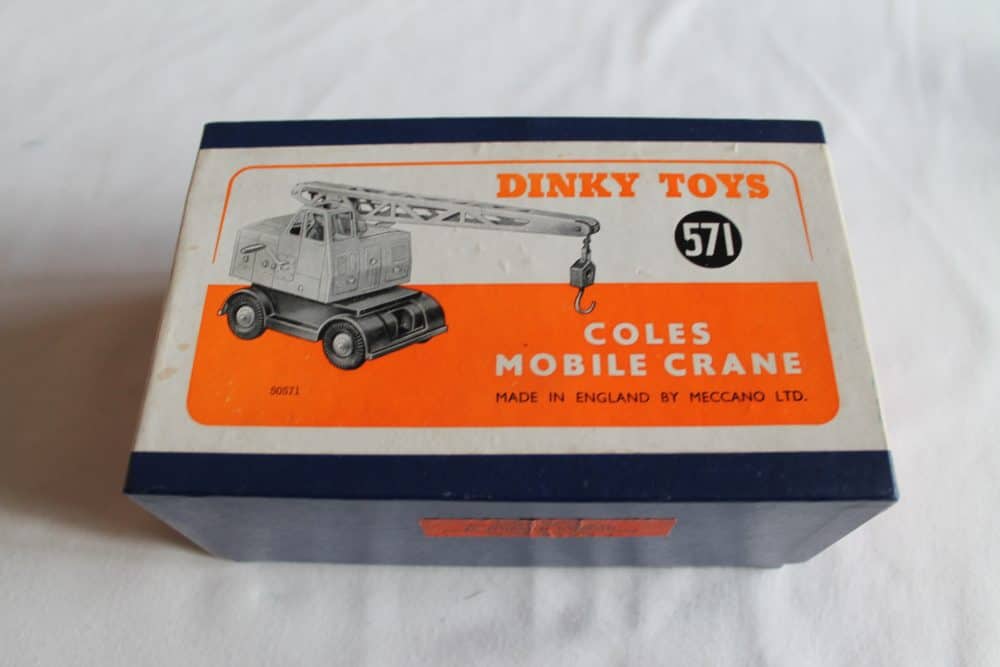 DINKY TOYS
571
COLES
MOBILE CRANE
50571
MADE IN ENGLAND BY MECCANO LTD.